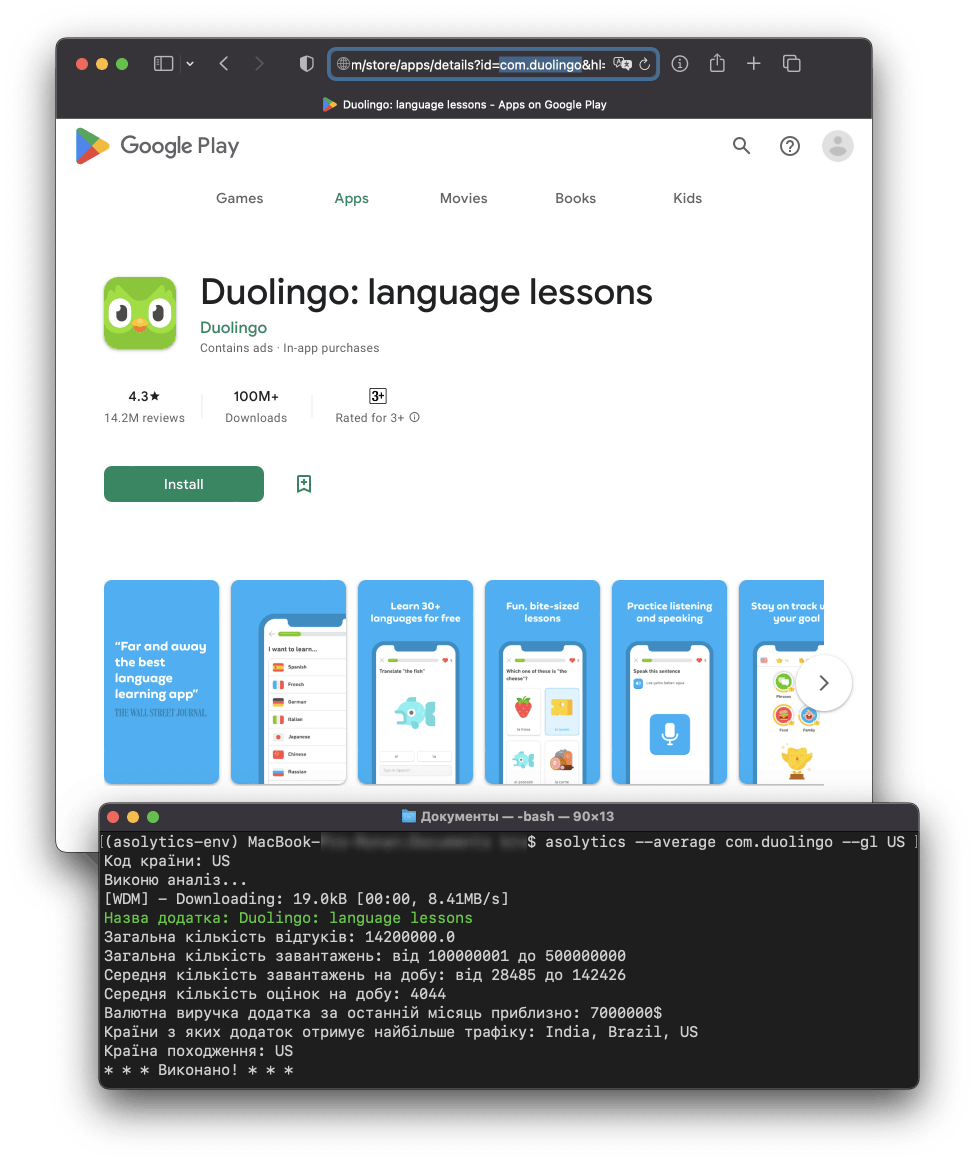 m/store/apps/details?id=com.duolingo&hl=
Duolingo: language lessons - Apps on Google Play
Google Play
Games Apps Movies Books Kids
Duolingo: language lessons
Duolingo
Contains ads · In-app purchases
4.3★ 100M+ 3+
14.2M reviews Downloads Rated for 3+
Install
"Far and away
the best
language
learning app"
THE WALL STREET JOURNAL
I want to learn...
Spanish
French
German
Italian
Japanese
Chinese
Russian
Learn 30+
languages for free
Translate "the fish"
Fun, bite-sized
lessons
Which one of these is "the
cheese"?
Practice listening
and speaking
Speak this sentence
Stay on track
your goal
Phrases
Food Family
Документы — -bash — 90×13
(asolytics-env) MacBook- $ asolytics --average com.duolingo --gl US
Код країни: US
Виконю аналіз...
[WDM] - Downloading: 19.0kB [00:00, 8.41MB/s]
Назва додатка: Duolingo: language lessons
Загальна кількість відгуків: 14200000.0
Загальна кількість завантажень: від 100000001 до 500000000
Середня кількість завантажень на добу: від 28485 до 142426
Середня кількість оцінок на добу: 4044
Валютна виручка додатка за останній місяць приблизно: 7000000$
Країни з яких додаток отримує найбільше трафіку: India, Brazil, US
Країна походження: US
* * * Виконано! * * *